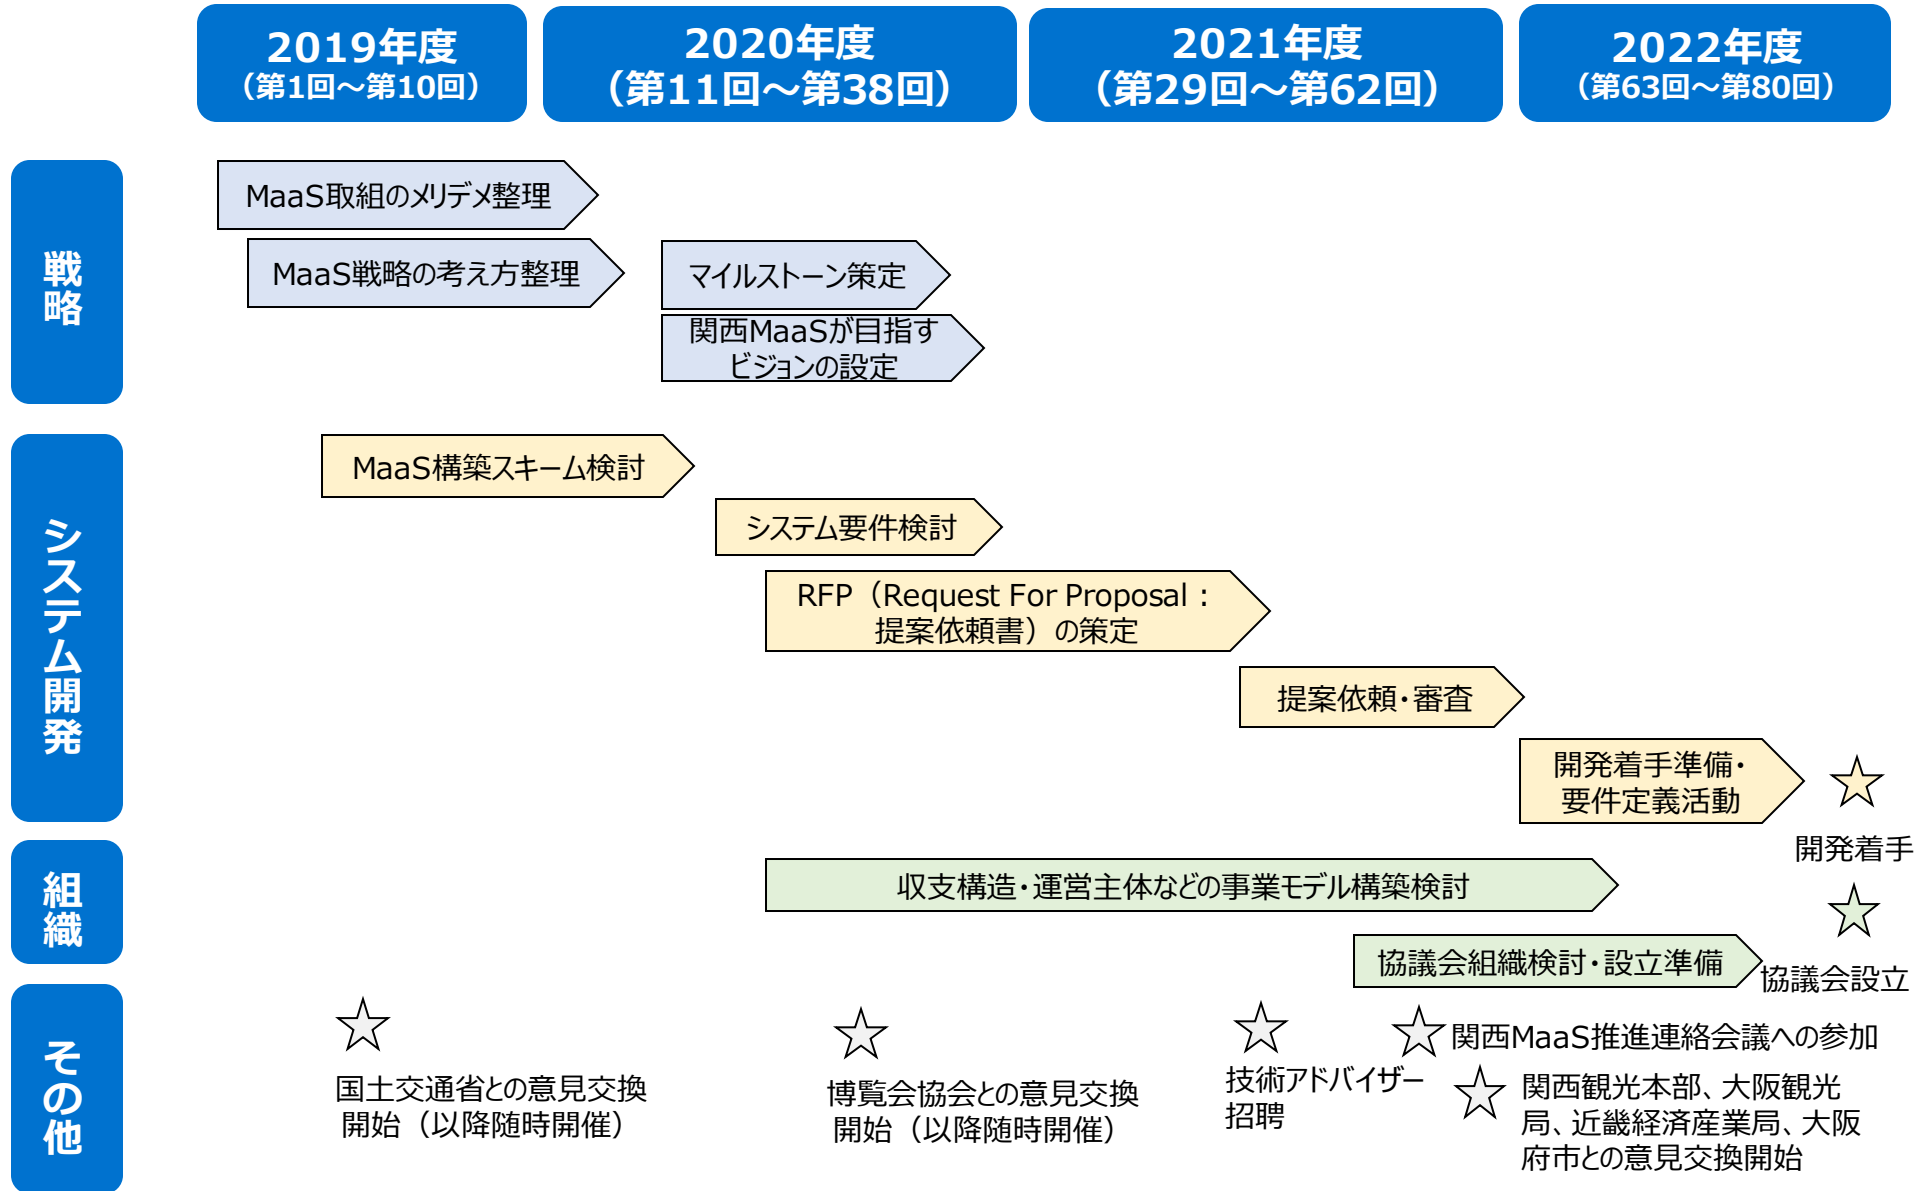 2019年度
（第1回～第10回）
2020年度
（第11回～第38回）
2021年度
（第29回～第62回）
2022年度
（第63回～第80回）
戦略
MaaS取組のメリデメ整理
MaaS戦略の考え方整理
マイルストーン策定
関西MaaSが目指す
ビジョンの設定
システム開発
MaaS構築スキーム検討
システム要件検討
RFP（Request For Proposal：
提案依頼書）の策定
提案依頼・審査
開発着手準備・
要件定義活動
開発着手
組織
収支構造・運営主体などの事業モデル構築検討
協議会組織検討・設立準備
協議会設立
その他
国土交通省との意見交換
開始（以降随時開催）
博覧会協会との意見交換
開始（以降随時開催）
技術アドバイザー
招聘
関西MaaS推進連絡会議への参加
関西観光本部、大阪観光
局、近畿経済産業局、大阪
府市との意見交換開始